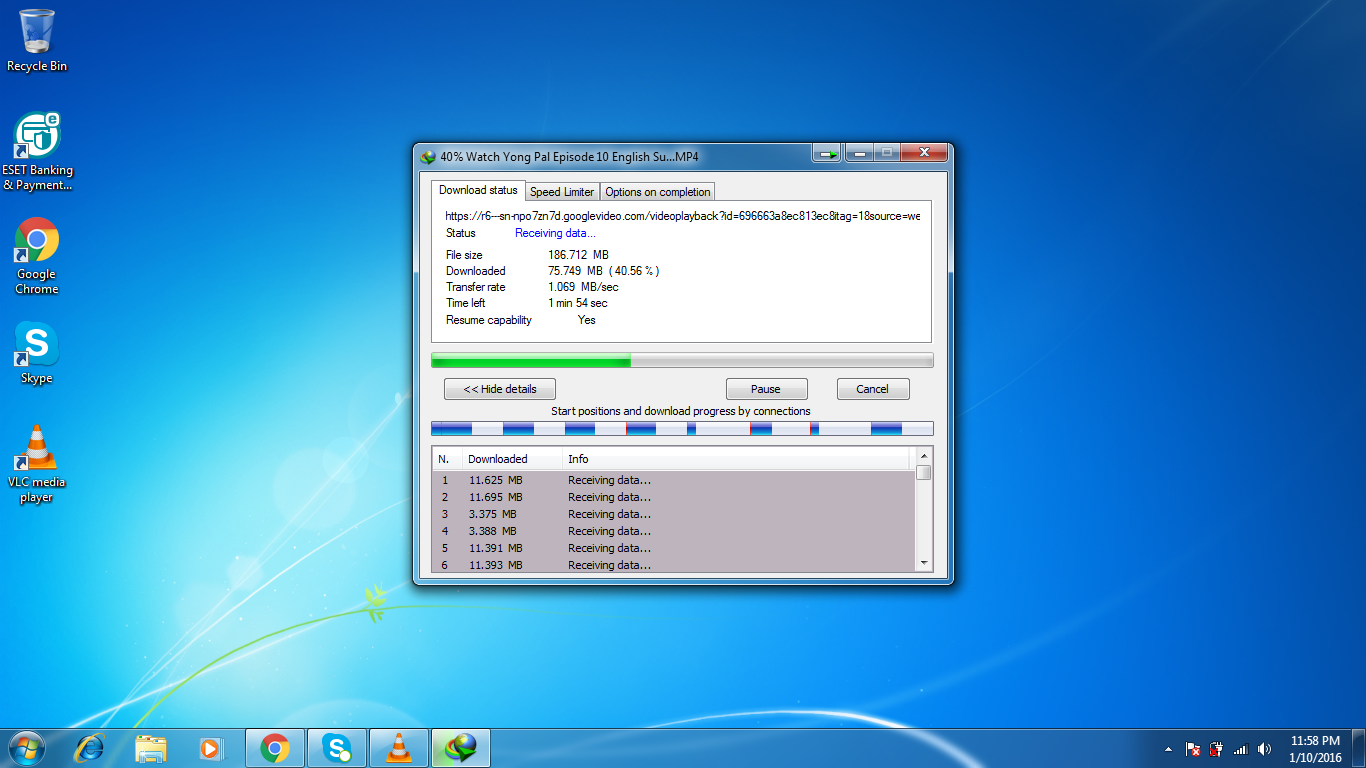 Recycle Bin
ESET Banking
& Payment...
Google
Chrome
Skype
VLC media
player
40% Watch Yong Pal Episode 10 English Su...MP4
Download status
Speed Limiter
Options on completion
https://r6---sn-npo7zn7d.googlevideo.com/videoplayback?id=696663a8ec813ec8itag=18source=we
Status Receiving data...
File size 186.712 MB
Downloaded 75.749 MB ( 40.56 % )
Transfer rate 1.069 MB/sec
Time left 1 min 54 sec
Resume capability Yes
<< Hide details
Pause
Cancel
Start positions and download progress by connections
N. Downloaded Info
1 11.625 MB Receiving data...
2 11.695 MB Receiving data...
3 3.375 MB Receiving data...
4 3.388 MB Receiving data...
5 11.391 MB Receiving data...
6 11.393 MB Receiving data...
11:58 PM
1/10/2016